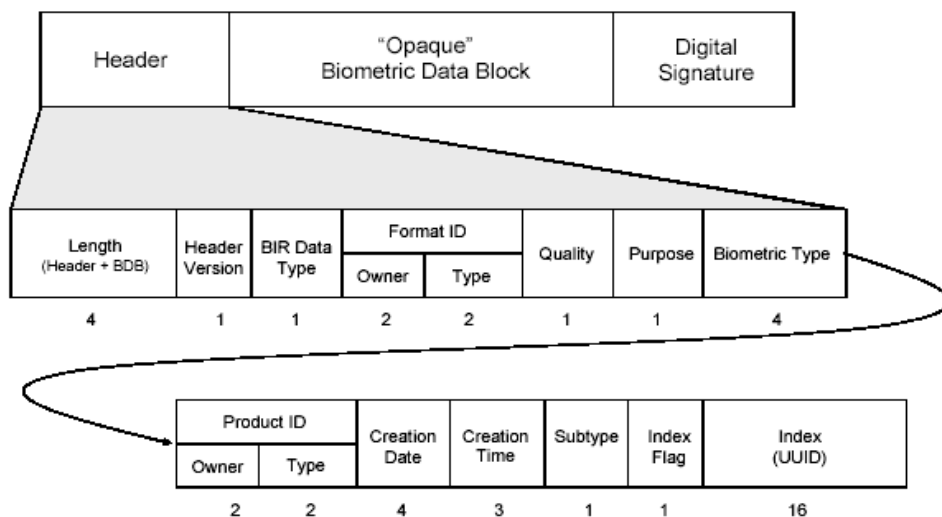 Header
“Opaque”
Biometric Data Block
Digital
Signature
Length
(Header + BDB)
Header
Version
BIR Data
Type
Format ID
Owner
Type
Quality
Purpose
Biometric Type
4
1
1
2
2
1
1
4
Product ID
Owner
Type
Creation
Date
Creation
Time
Subtype
Index
Flag
Index
(UUID)
2
2
4
3
1
1
16